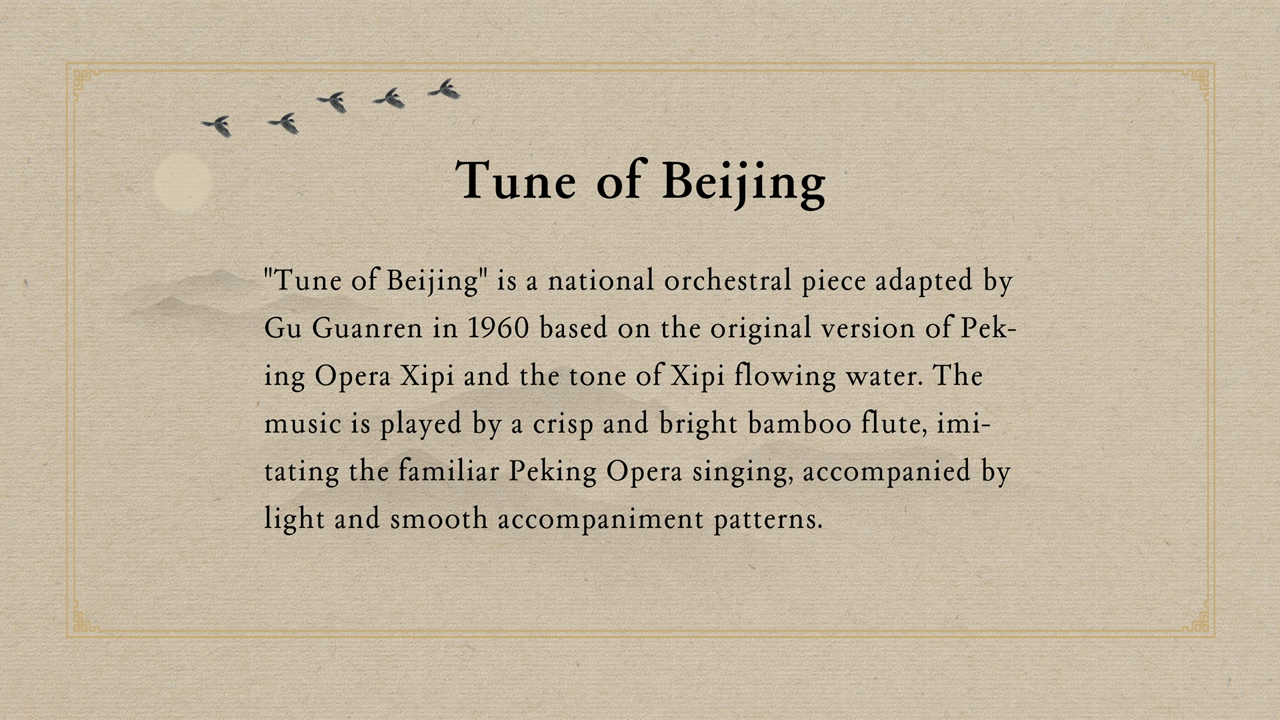 Tune of Beijing
"Tune of Beijing" is a national orchestral piece adapted by
Gu Guanren in 1960 based on the original version of Pek-
ing Opera Xipi and the tone of Xipi flowing water. The
music is played by a crisp and bright bamboo flute, imi-
tating the familiar Peking Opera singing, accompanied by
light and smooth accompaniment patterns.